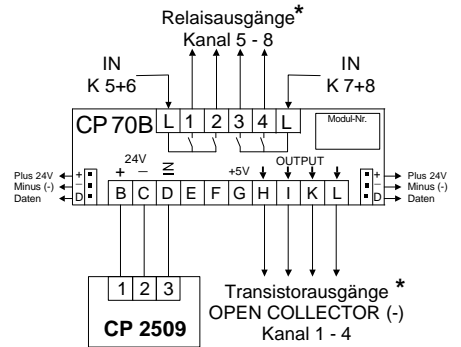 Relaisausgänge*
Kanal 5 - 8
IN
K 5+6
IN
K 7+8
CP 70B
L 1 2 3 4 L
Modul-Nr.
24V
+ – IN
+5V
OUTPUT
B C D E F G H I K L
Plus 24V
Minus (-)
Daten
+
–
D
+
–
D
Plus 24V
Minus (-)
Daten
1 2 3
CP 2509
Transistorausgänge *
OPEN COLLECTOR (-)
Kanal 1 - 4